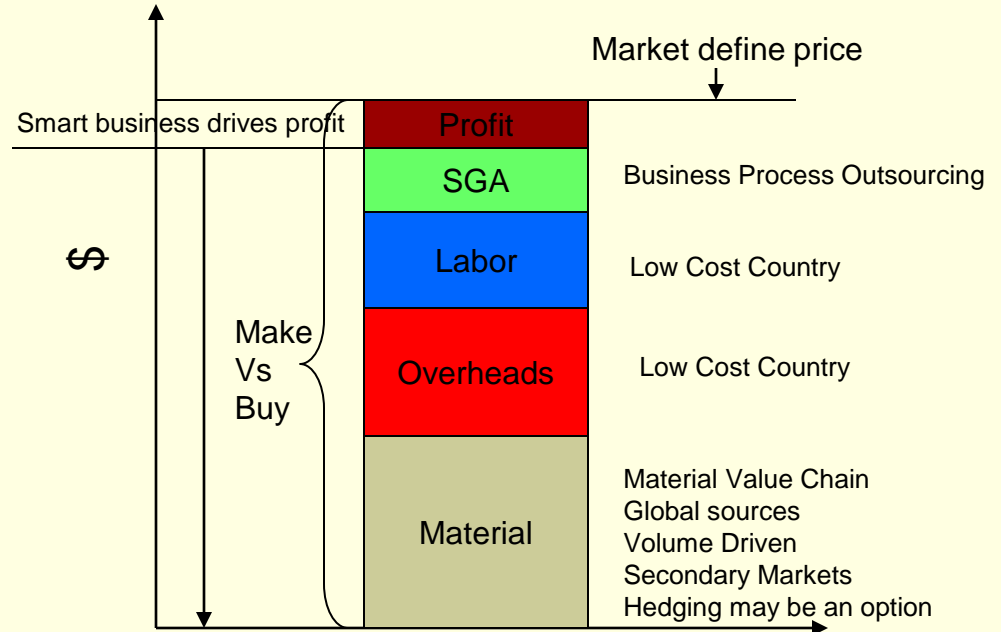 Market define price
Smart business drives profit
Profit
SGA
Business Process Outsourcing
$
Labor
Low Cost Country
Make
Vs
Buy
Overheads
Low Cost Country
Material
Material Value Chain
Global sources
Volume Driven
Secondary Markets
Hedging may be an option